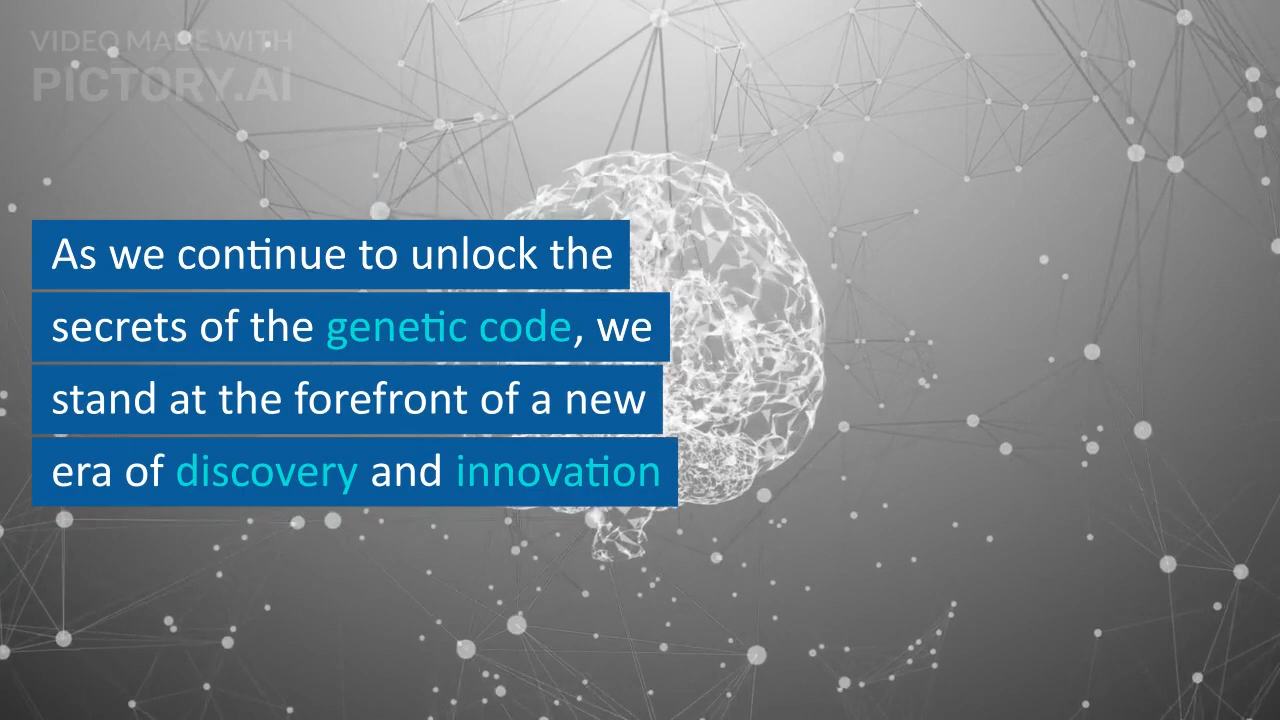 VIDEO MADE WITH
PICTORY.AI
As we continue to unlock the
secrets of the genetic code, we
stand at the forefront of a new
era of discovery and innovation